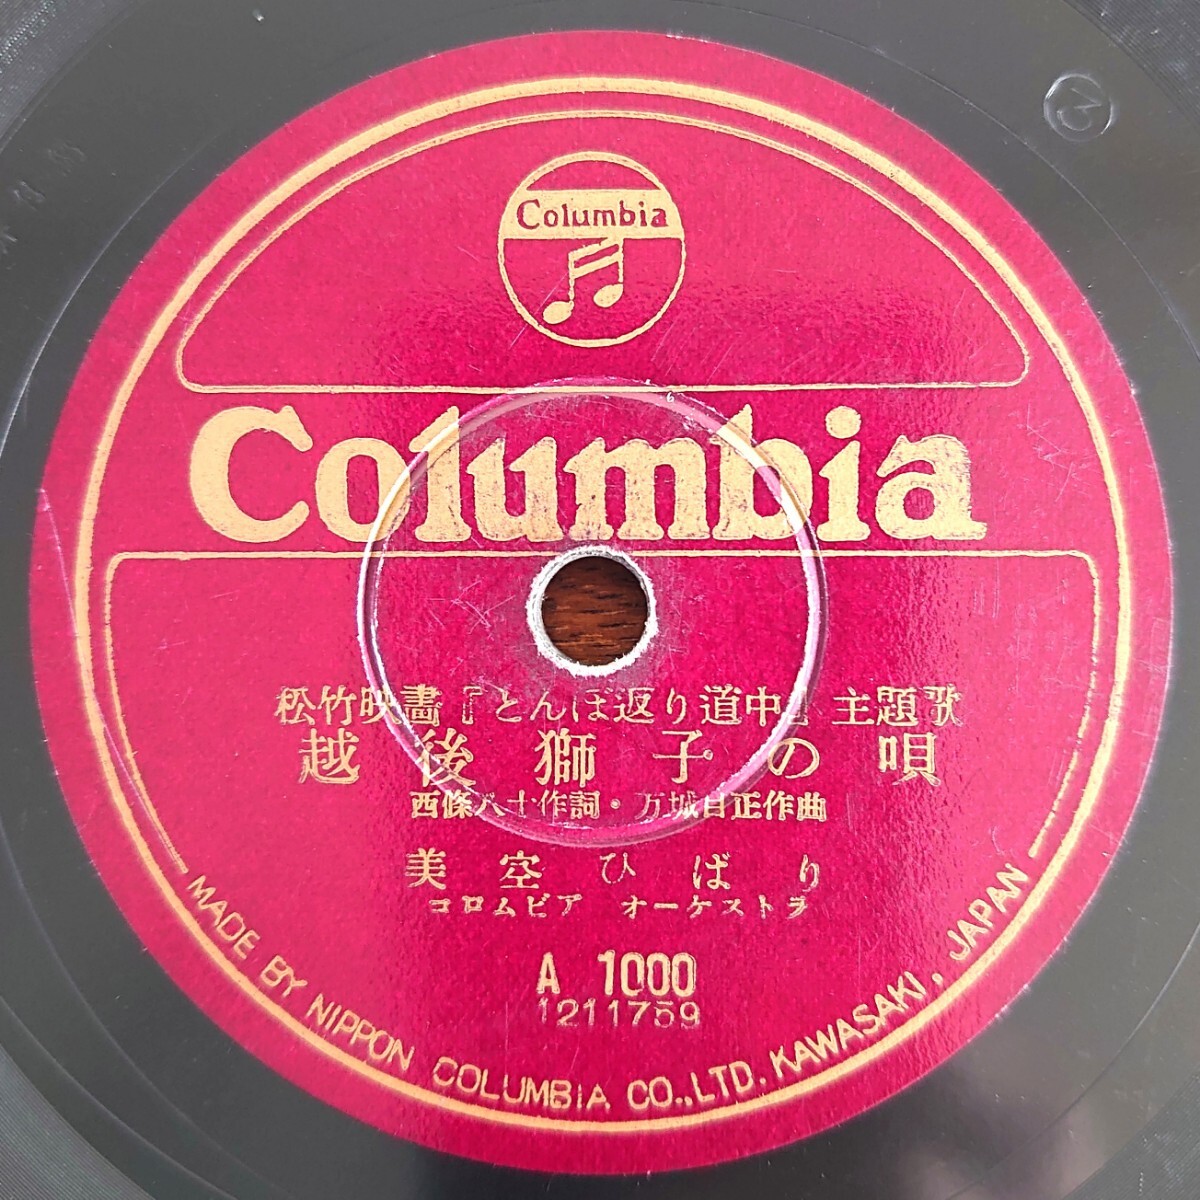 Columbia
Columbia
松竹映畫『とんぼ返り道中』主題歌
越後獅子の唄
西條八十作詞・万城目正作曲
美空ひばり
コロムビア オーケストラ
A 1000
1211759
MADE BY NIPPON COLUMBIA CO.,LTD. KAWASAKI, JAPAN